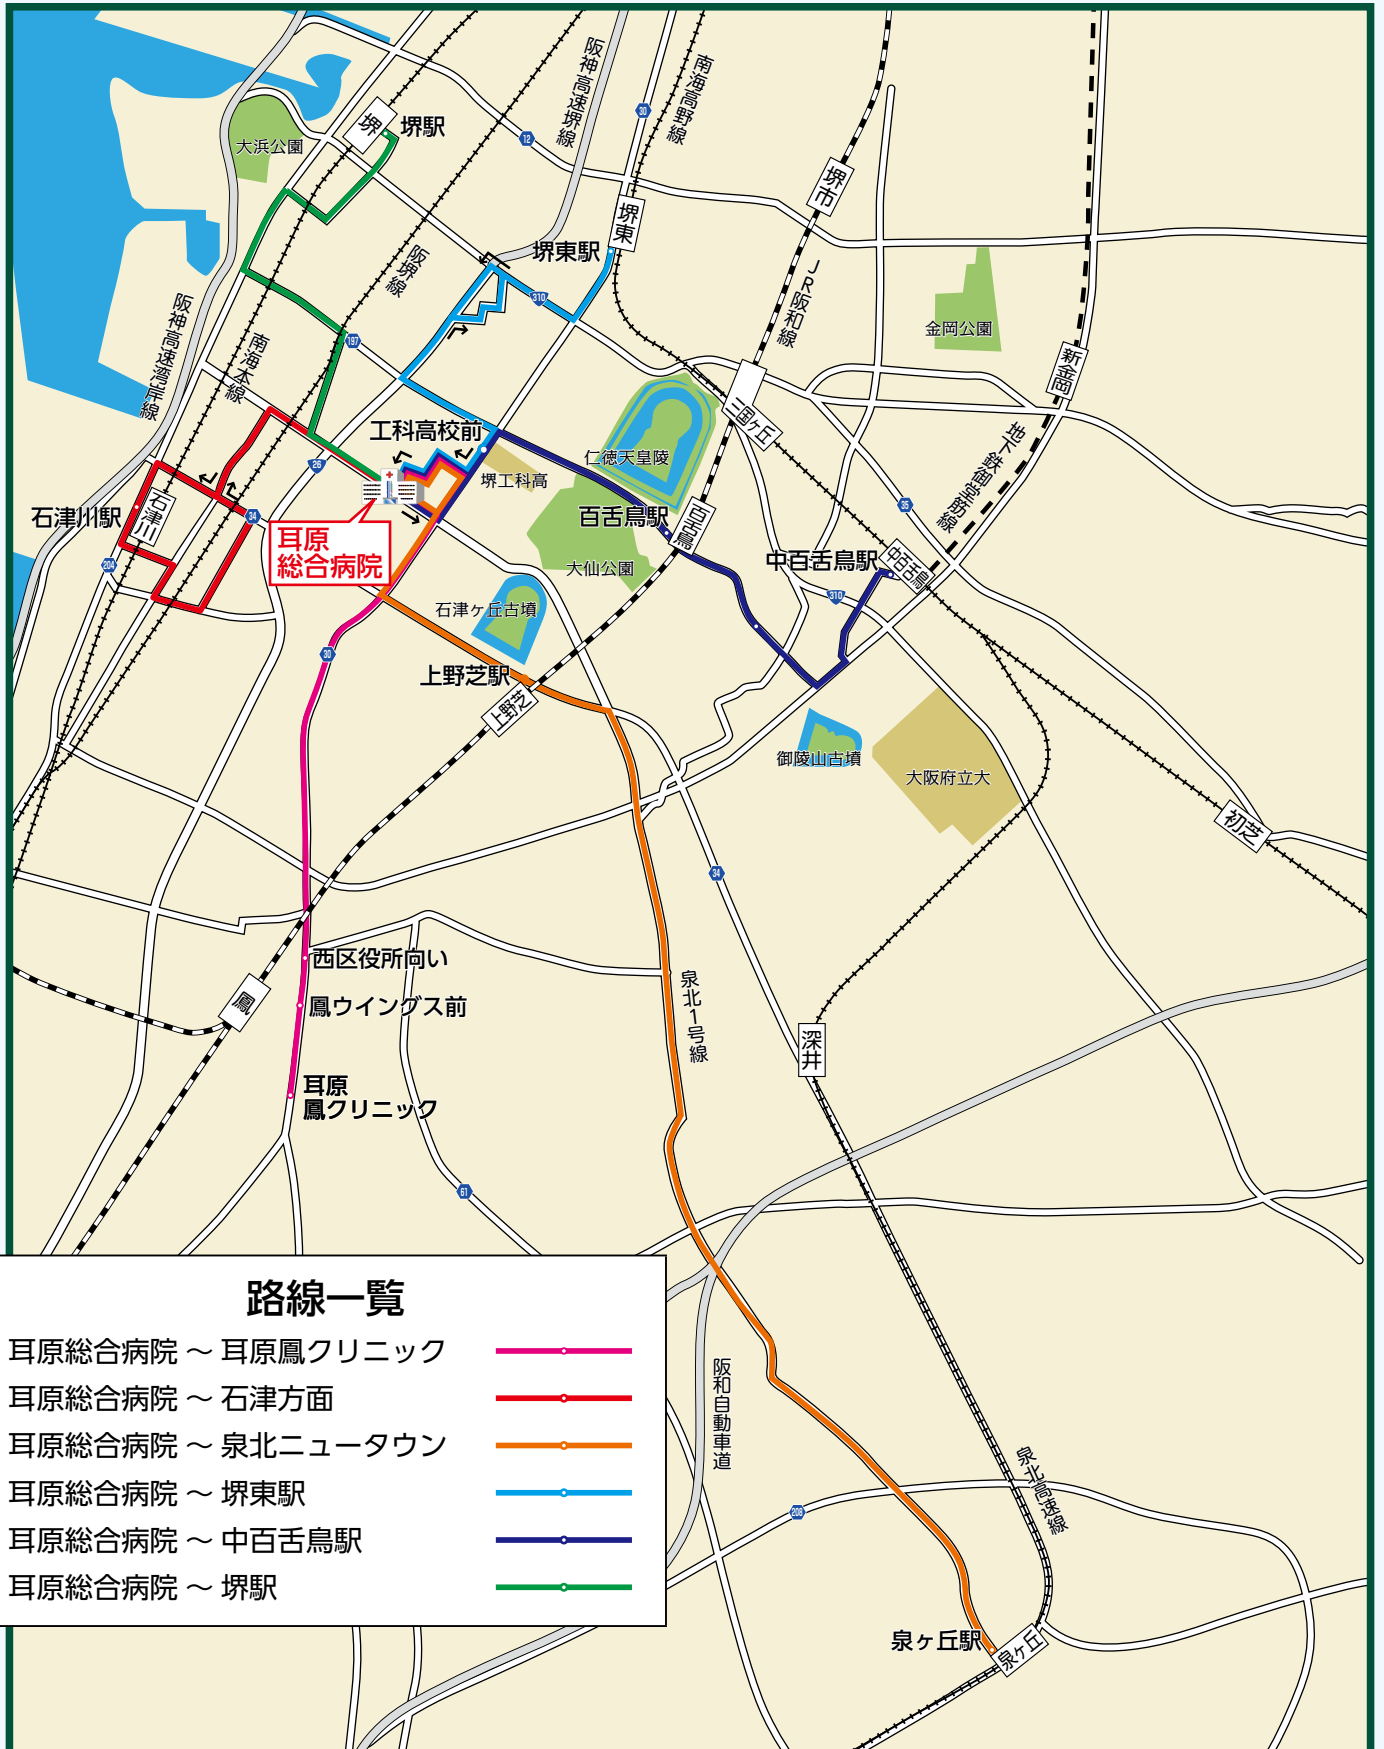 堺
堺駅
大浜公園
12
阪神高速堺線
30
南海高野線
堺市
堺東
堺東駅
阪堺線
310
JR阪和線
金岡公園
阪神高速湾岸線
南海本線
197
新金岡
三国ヶ丘
工科高校前
仁徳天皇陵
地下鉄御堂筋線
26
堺工科高
石津川
石津川駅
34
百舌鳥駅
百舌鳥
35
耳原
総合病院
中百舌鳥駅
中百舌鳥
204
大仙公園
310
石津ヶ丘古墳
30
上野芝駅
上野芝
御陵山古墳
大阪府立大
初芝
34
西区役所向い
鳳
鳳ウイングス前
泉北1号線
深井
耳原
鳳クリニック
61
路線一覧
耳原総合病院 ～ 耳原鳳クリニック
耳原総合病院 ～ 石津方面
耳原総合病院 ～ 泉北ニュータウン
耳原総合病院 ～ 堺東駅
耳原総合病院 ～ 中百舌鳥駅
耳原総合病院 ～ 堺駅
阪和自動車道
泉北高速線
泉ヶ丘駅
泉ヶ丘